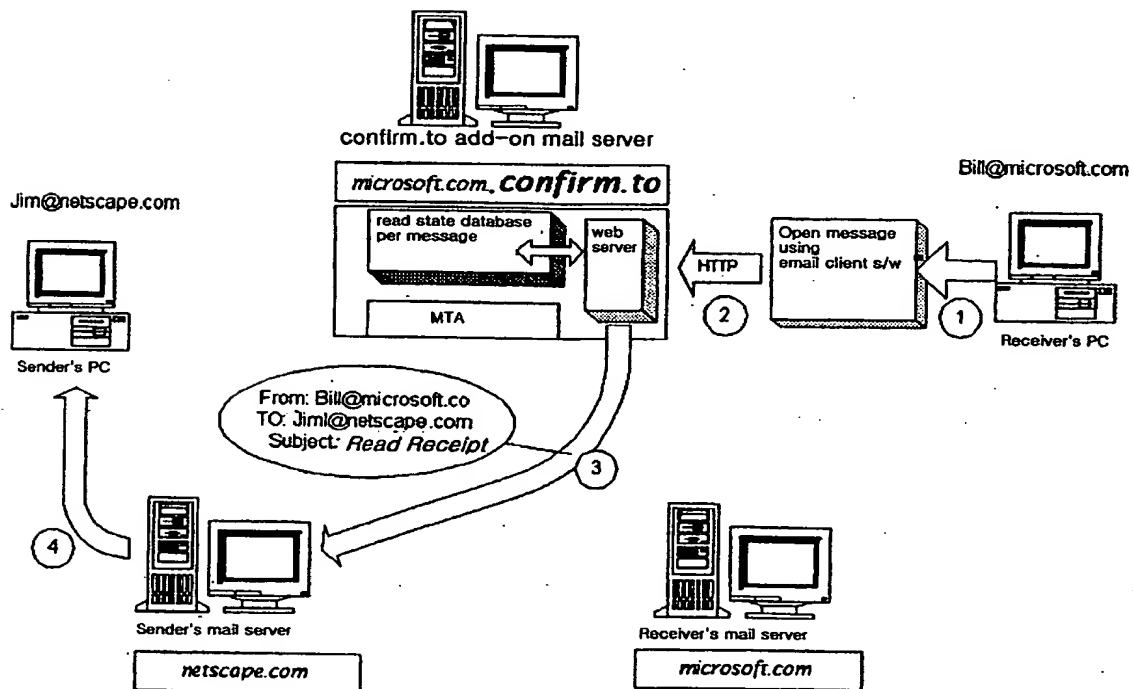 confirm.to add-on mail server
microsoft.com.confirm.to
Bill@microsoft.com
Jim@netscape.com
read state database
per message
web
server
Open message
using
email client s/w
HTTP
MTA
2
1
Receiver's PC
Sender's PC
From: Bill@microsoft.co
TO: Jiml@netscape.com
Subject: Read Receipt
3
4
Sender's mail server
Receiver's mail server
netscape.com
microsoft.com